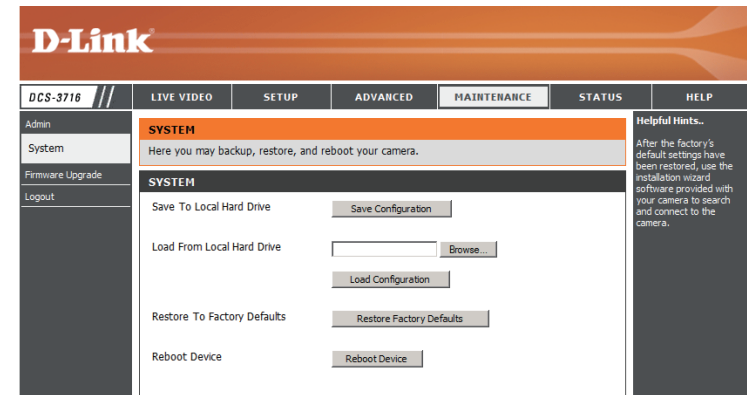 D-Link
DCS-3716
LIVE VIDEO
SETUP
ADVANCED
MAINTENANCE
STATUS
HELP
Admin
System
Firmware Upgrade
Logout
SYSTEM
Here you may backup, restore, and reboot your camera.
SYSTEM
Save To Local Hard Drive
Save Configuration
Load From Local Hard Drive
Browse...
Load Configuration
Restore To Factory Defaults
Restore Factory Defaults
Reboot Device
Reboot Device
Helpful Hints..
After the factory's
default settings have
been restored, use the
installation wizard
software provided with
your camera to search
and connect to the
camera.